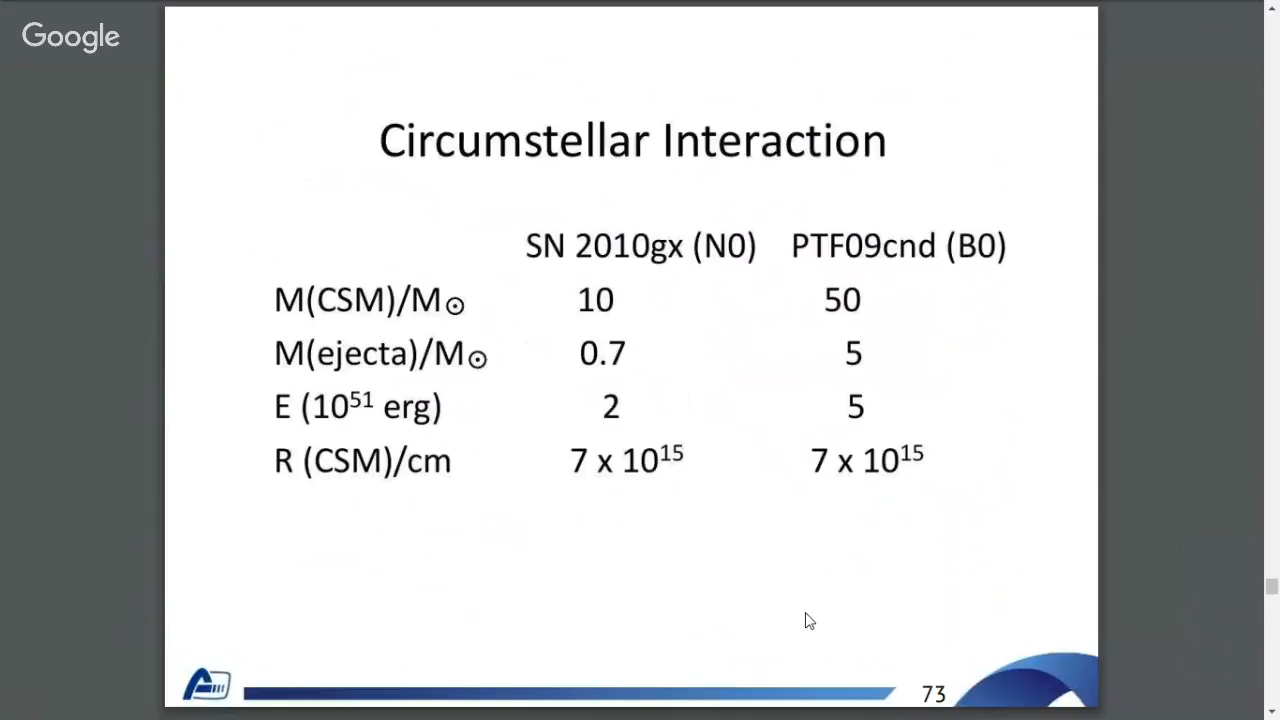 Google
Circumstellar Interaction
SN 2010gx (N0) PTF09cnd (B0)
M(CSM)/M☉ 10 50
M(ejecta)/M☉ 0.7 5
E (10⁵¹ erg) 2 5
R (CSM)/cm 7 x 10¹⁵ 7 x 10¹⁵
73